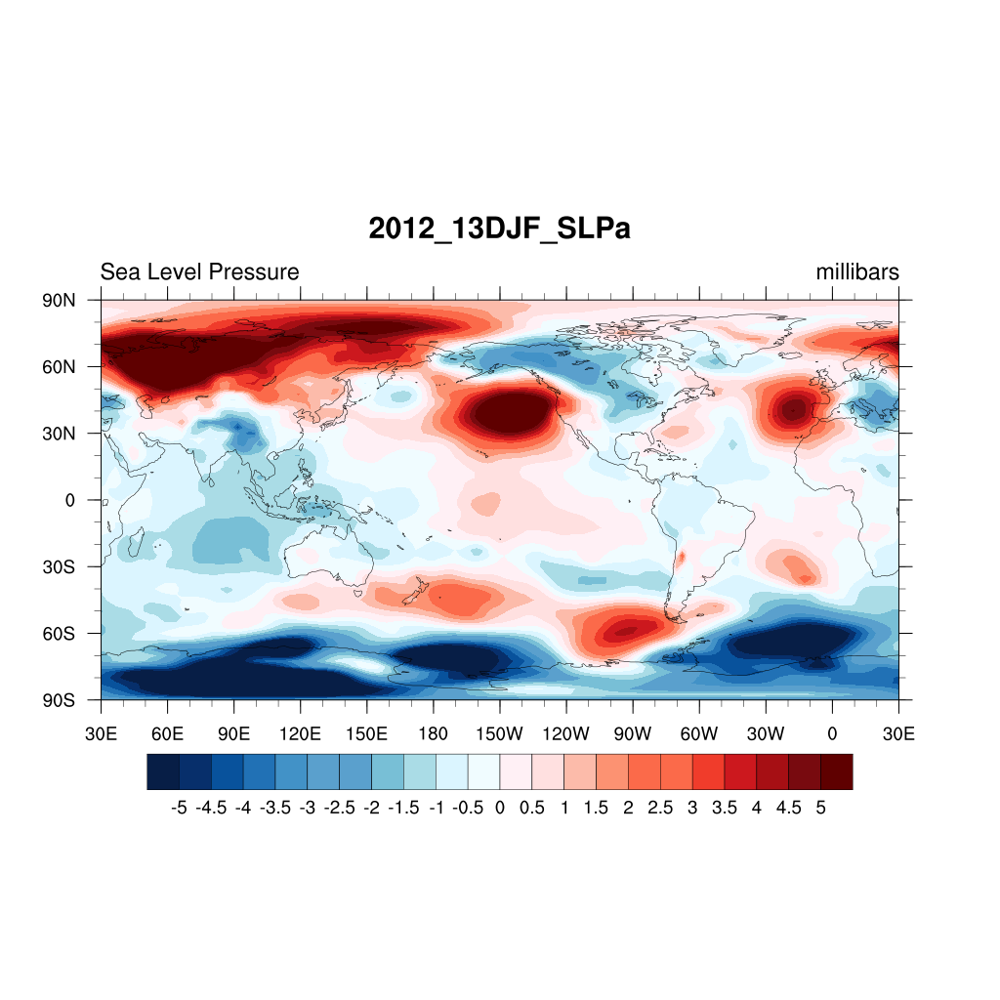 2012_13DJF_SLPa
Sea Level Pressure millibars
90N
60N
30N
0
30S
60S
90S
30E 60E 90E 120E 150E 180 150W 120W 90W 60W 30W 0 30E
-5 -4.5 -4 -3.5 -3 -2.5 -2 -1.5 -1 -0.5 0 0.5 1 1.5 2 2.5 3 3.5 4 4.5 5